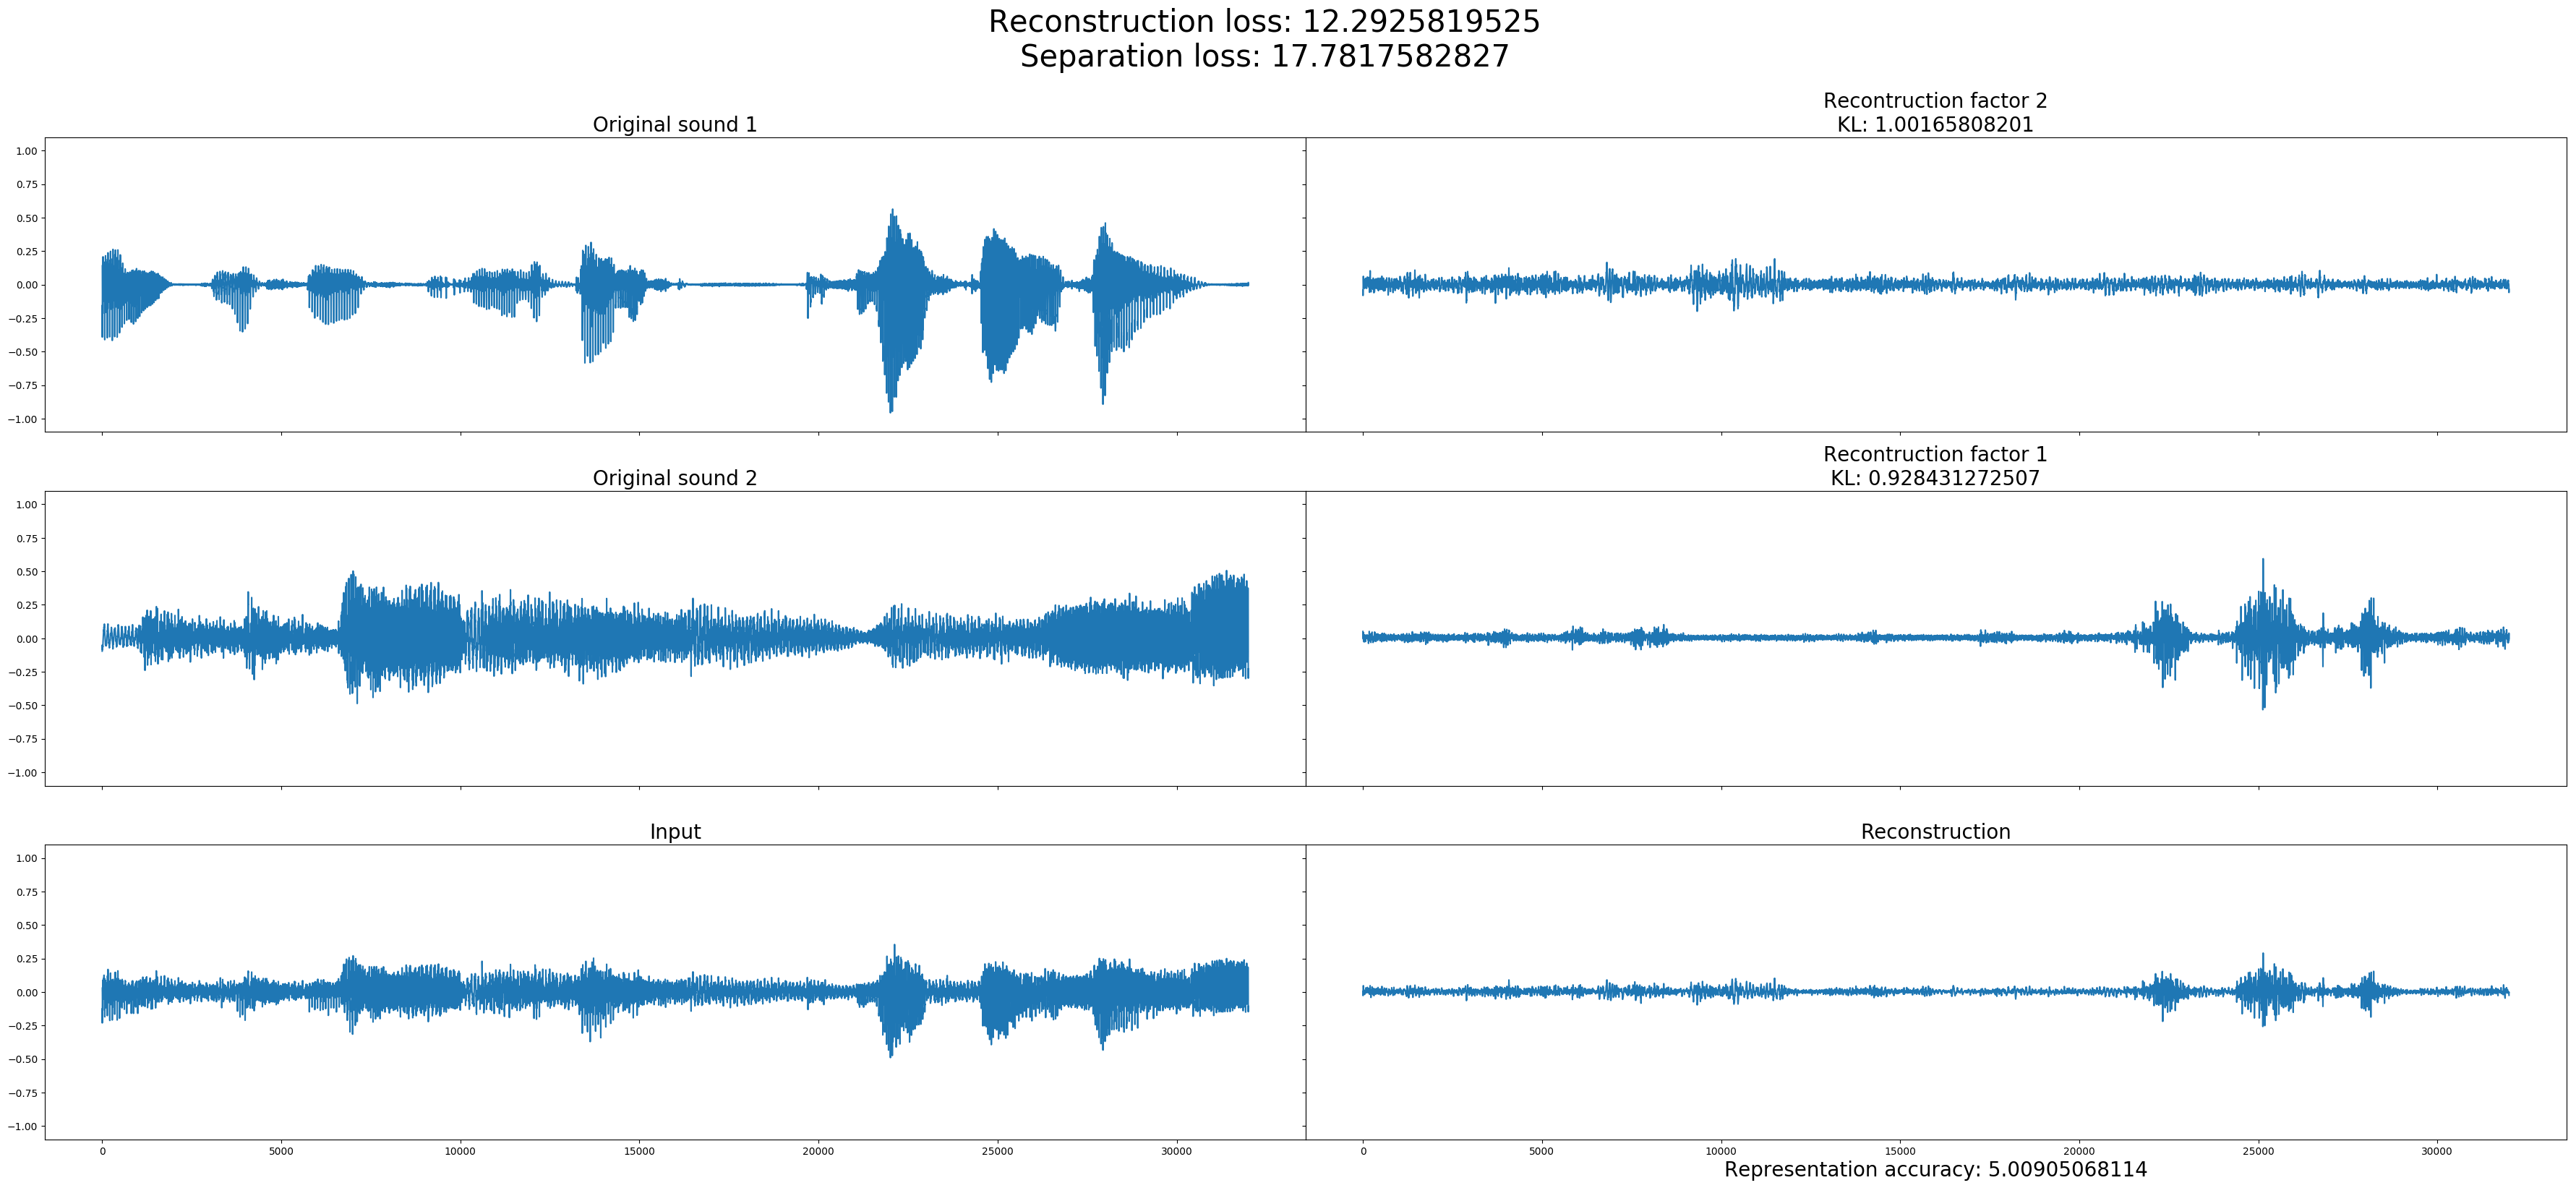 Reconstruction loss: 12.2925819525
Separation loss: 17.7817582827
Original sound 1
1.00
0.75
0.50
0.25
0.00
−0.25
−0.50
−0.75
−1.00
Recontruction factor 2
KL: 1.00165808201
Original sound 2
1.00
0.75
0.50
0.25
0.00
−0.25
−0.50
−0.75
−1.00
Recontruction factor 1
KL: 0.928431272507
Input
1.00
0.75
0.50
0.25
0.00
−0.25
−0.50
−0.75
−1.00
0 5000 10000 15000 20000 25000 30000
Reconstruction
0 5000 10000 15000 20000 25000 30000
Representation accuracy: 5.00905068114